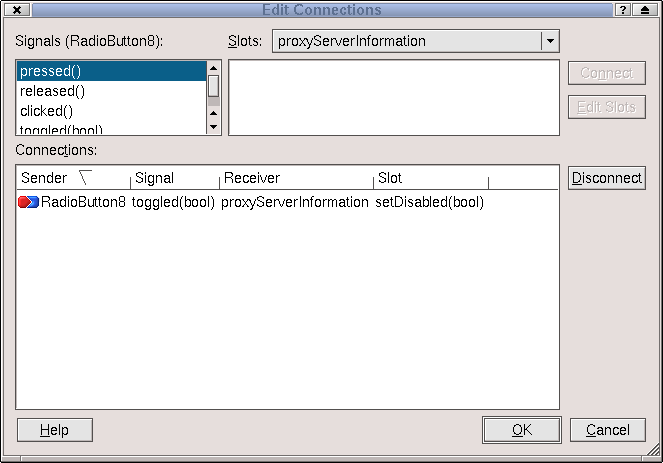 Edit Connections
Signals (RadioButton8):
Slots:
proxyServerInformation
pressed()
released()
clicked()
toggled(bool)
Connect
Edit Slots
Connections:
Sender Signal Receiver Slot
RadioButton8 toggled(bool) proxyServerInformation setDisabled(bool)
Disconnect
Help
OK
Cancel